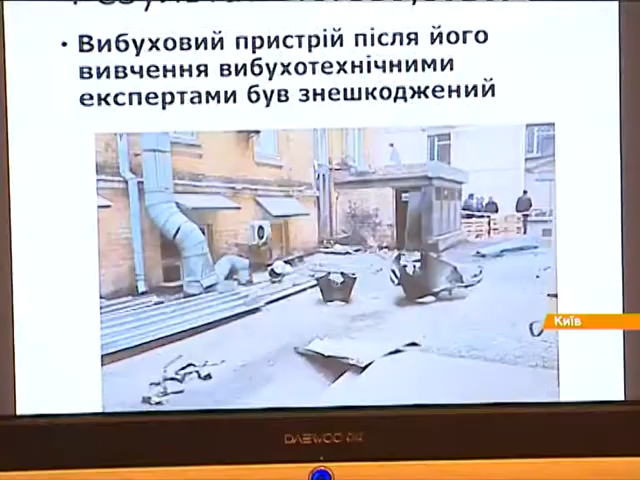 • Вибуховий пристрій після його
вивчення вибухотехнічними
експертами був знешкоджений
Київ
DAEWOO